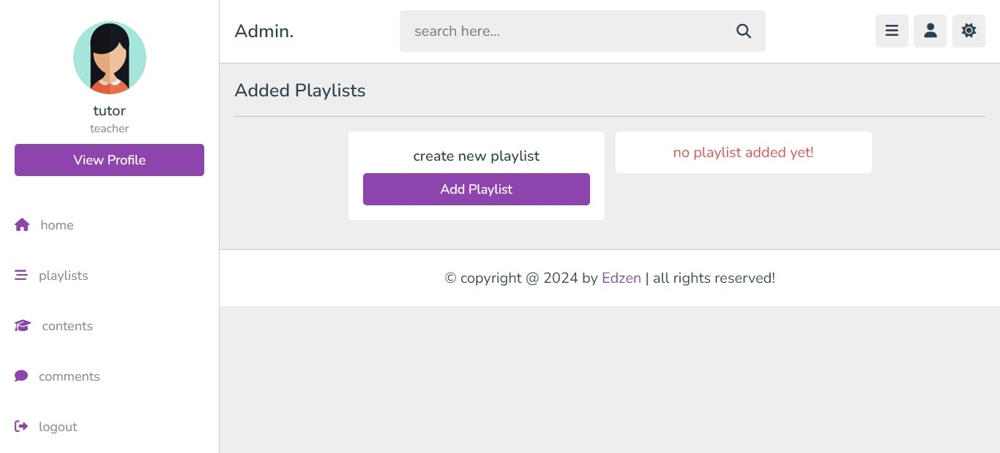 tutor
teacher
View Profile
home
playlists
contents
comments
logout
Admin.
search here...
Added Playlists
create new playlist
Add Playlist
no playlist added yet!
© copyright @ 2024 by Edzen | all rights reserved!